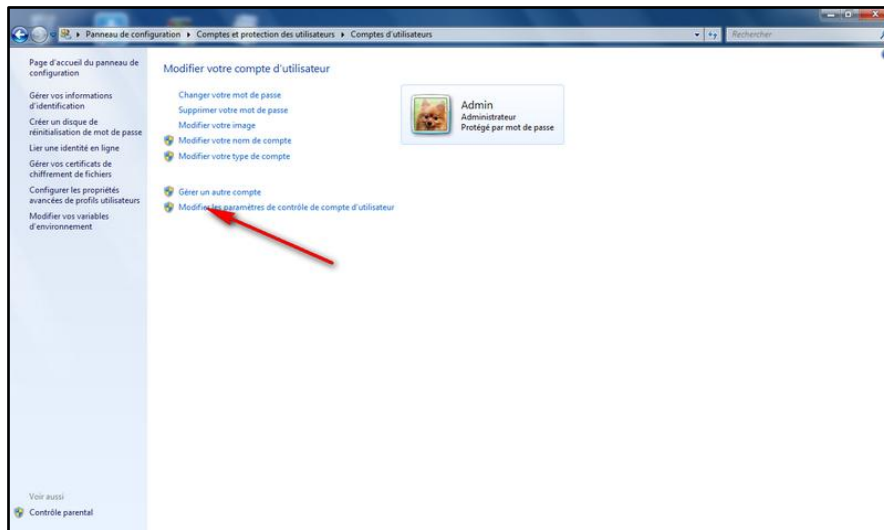 Panneau de configuration ▸ Comptes et protection des utilisateurs ▸ Comptes d'utilisateurs
Rechercher
Page d'accueil du panneau de
configuration
Gérer vos informations
d'identification
Créer un disque de
réinitialisation de mot de passe
Lier une identité en ligne
Gérer vos certificats de
chiffrement de fichiers
Configurer les propriétés
avancées de profils utilisateurs
Modifier vos variables
d'environnement
Voir aussi
Contrôle parental
Modifier votre compte d'utilisateur
Changer votre mot de passe
Supprimer votre mot de passe
Modifier votre image
Modifier votre nom de compte
Modifier votre type de compte
Gérer un autre compte
Modifier les paramètres de contrôle de compte d'utilisateur
Admin
Administrateur
Protégé par mot de passe